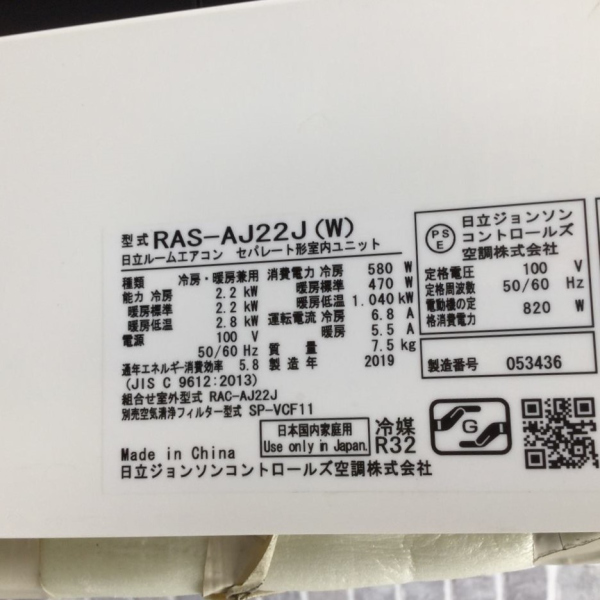 型式 RAS-AJ22J(W)
日立ルームエアコン セパレート形室内ユニット
種類 冷房・暖房兼用
能力 冷房 2.2 kW
暖房標準 2.2 kW
暖房低温 2.8 kW
電源 100 V
50/60 Hz
通年エネルギー消費効率 5.8
(JIS C 9612:2013)
組合せ室外型式 RAC-AJ22J
別売空気清浄フィルター型式 SP-VCF11
消費電力 冷房 580 W
暖房標準 470 W
暖房低温 1.040 kW
運転電流 冷房 6.8 A
暖房 5.5 A
質量 7.5 kg
製造年 2019
日本国内家庭用
Use only in Japan.
冷媒
R32
Made in China
日立ジョンソンコントロールズ空調株式会社
PS
E
日立ジョンソン
コントロールズ
空調株式会社
定格電圧 100 V
定格周波数 50/60 Hz
電動機の定
格消費電力 820 W
製造番号 053436
G